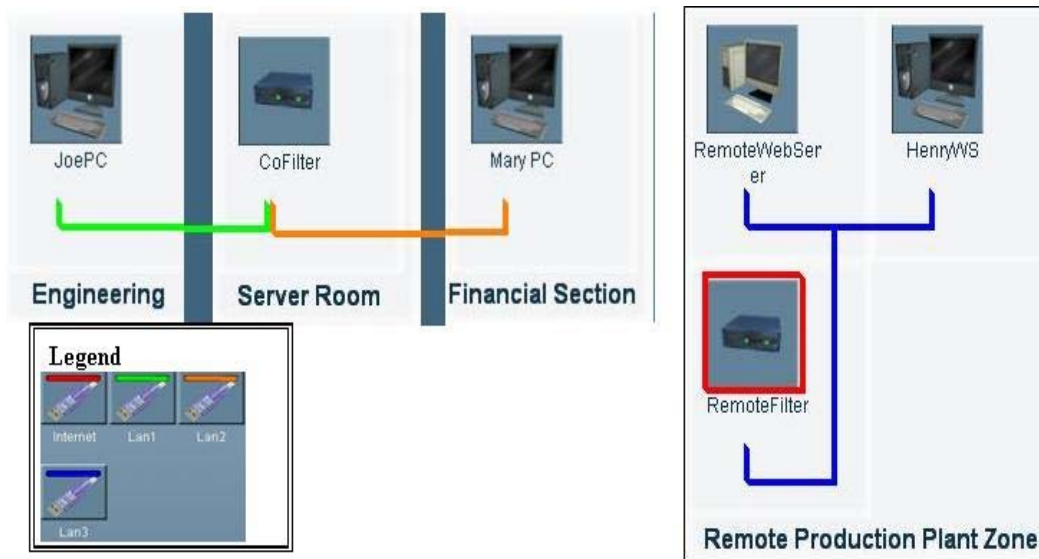 JoePC
CoFilter
Mary PC
Engineering
Server Room
Financial Section
Legend
Internet
Lan1
Lan2
Lan3
RemoteWebSer
er
HenryWS
RemoteFilter
Remote Production Plant Zone